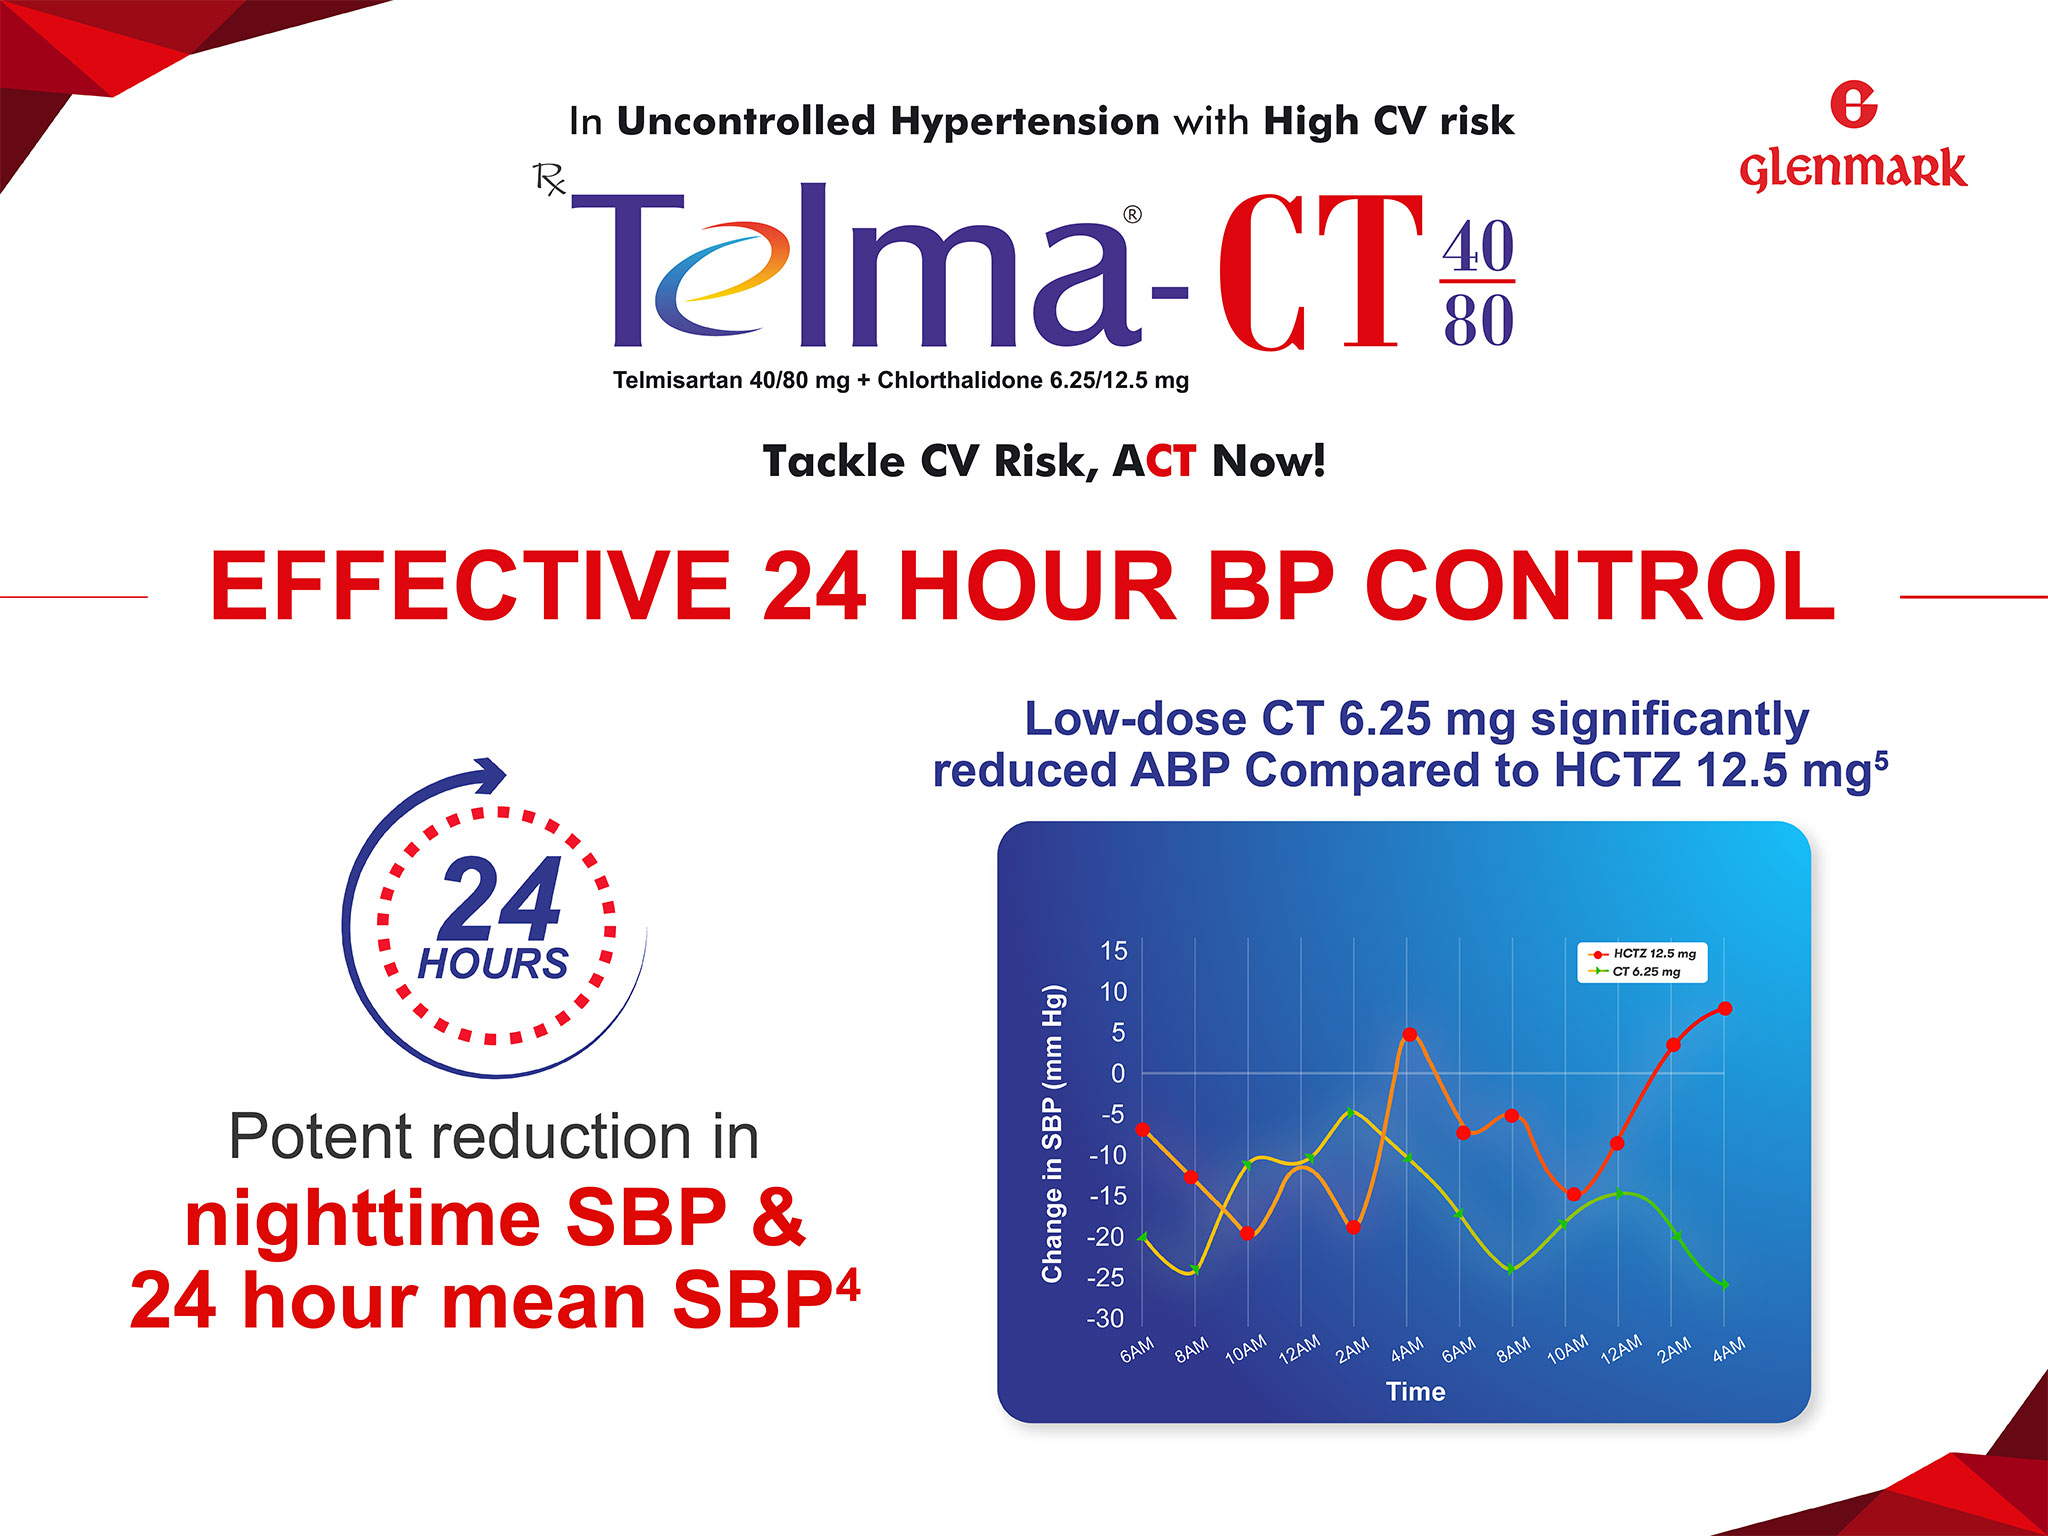 In Uncontrolled Hypertension with High CV risk
glenmark
Rx
Telma®-CT 40/80
Telmisartan 40/80 mg + Chlorthalidone 6.25/12.5 mg
Tackle CV Risk, ACT Now!
EFFECTIVE 24 HOUR BP CONTROL
24
HOURS
Potent reduction in
nighttime SBP &
24 hour mean SBP⁴
Low-dose CT 6.25 mg significantly
reduced ABP Compared to HCTZ 12.5 mg⁵
HCTZ 12.5 mg
CT 6.25 mg
Change in SBP (mm Hg)
15
10
5
0
-5
-10
-15
-20
-25
-30
6AM 8AM 10AM 12AM 2AM 4AM 6AM 8AM 10AM 12AM 2AM 4AM
Time